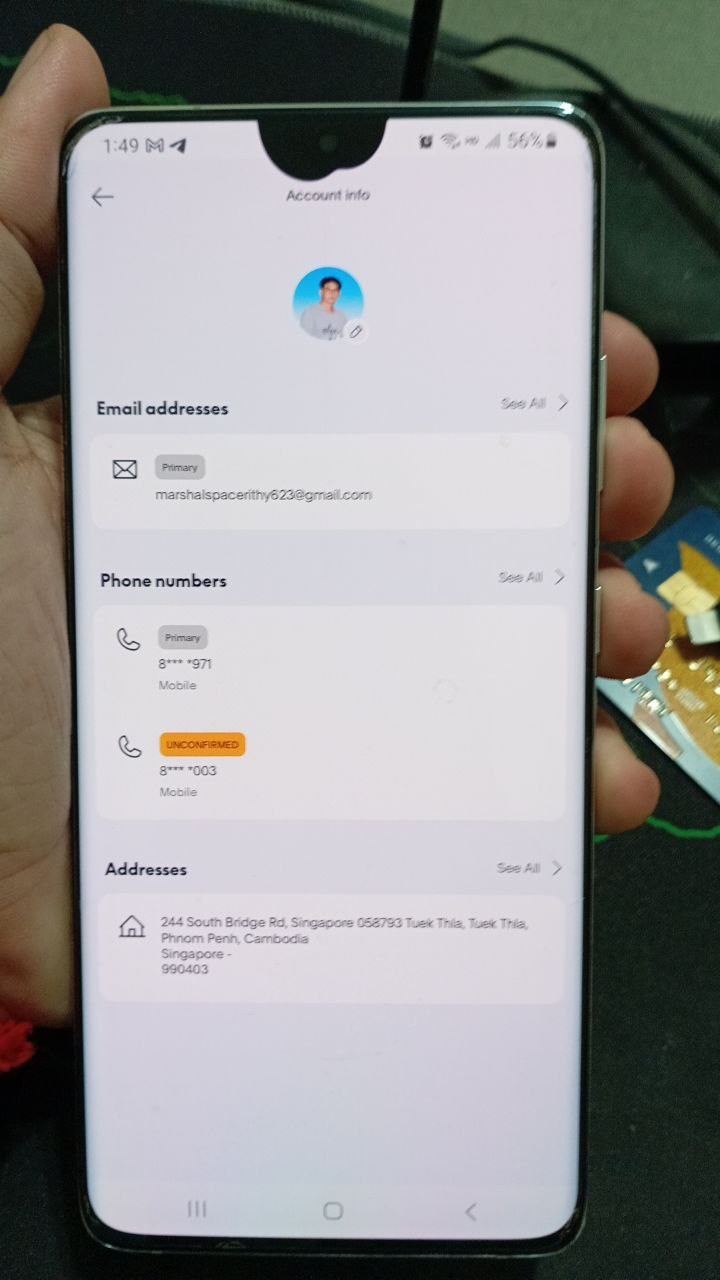 1:49
56%
Account info
Email addresses
See All
Primary
marshalspacerithy623@gmail.com
Phone numbers
See All
Primary
8*** *971
Mobile
UNCONFIRMED
8*** *003
Mobile
Addresses
See All
244 South Bridge Rd, Singapore 058793 Tuek Thla, Tuek Thla,
Phnom Penh, Cambodia
Singapore -
990403